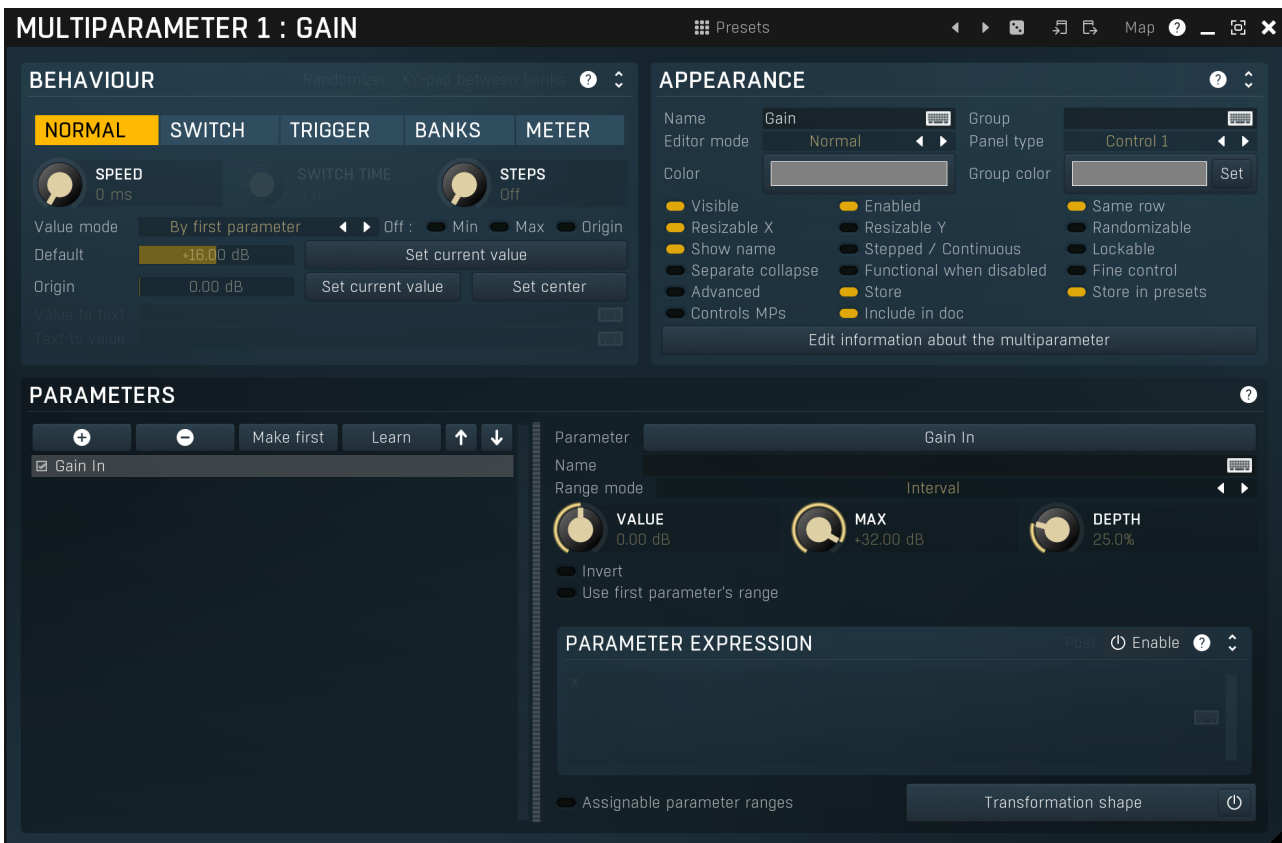 MULTIPARAMETER 1 : GAIN
Presets
Map ?
BEHAVIOUR
Randomizer XY-pad between banks ?
NORMAL SWITCH TRIGGER BANKS METER
SPEED
0 ms
SWITCH TIME
STEPS
Off
Value mode By first parameter Off : Min Max Origin
Default +16.00 dB Set current value
Origin 0.00 dB Set current value Set center
Value to text
Text to value
APPEARANCE ?
Name Gain Group
Editor mode Normal Panel type Control 1
Color Group color Set
Visible Enabled Same row
Resizable X Resizable Y Randomizable
Show name Stepped / Continuous Lockable
Separate collapse Functional when disabled Fine control
Advanced Store Store in presets
Controls MPs Include in doc
Edit information about the multiparameter
PARAMETERS ?
Make first Learn
Gain In
Parameter Gain In
Name
Range mode Interval
VALUE
0.00 dB
MAX
+32.00 dB
DEPTH
25.0%
Invert
Use first parameter's range
PARAMETER EXPRESSION Post Enable ?
x
Assignable parameter ranges Transformation shape